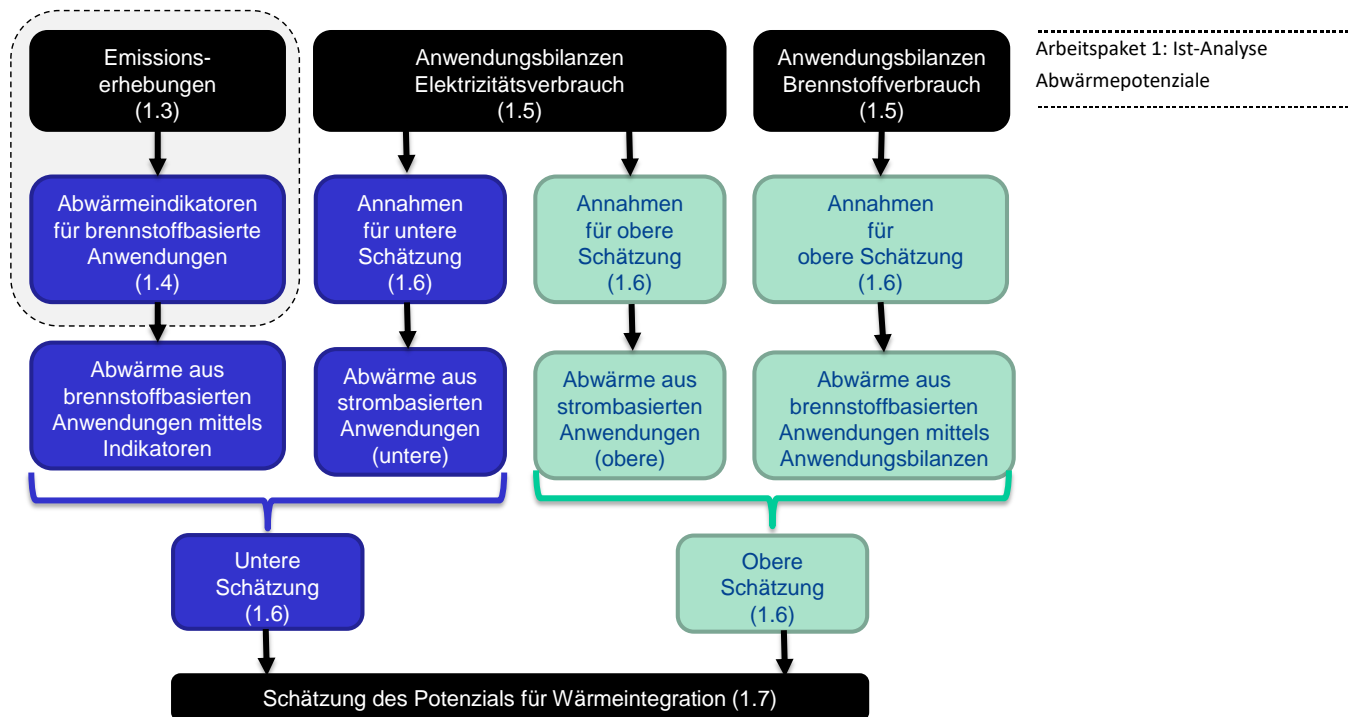 Emissions-
erhebungen
(1.3)
Anwendungsbilanzen
Elektrizitätsverbrauch
(1.5)
Anwendungsbilanzen
Brennstoffverbrauch
(1.5)
Arbeitspaket 1: Ist-Analyse
Abwärmepotenziale
Abwärmeindikatoren
für brennstoffbasierte
Anwendungen
(1.4)
Annahmen
für untere
Schätzung
(1.6)
Annahmen
für obere
Schätzung
(1.6)
Annahmen
für
obere Schätzung
(1.6)
Abwärme aus
brennstoffbasierten
Anwendungen mittels
Indikatoren
Abwärme aus
strombasierten
Anwendungen
(untere)
Abwärme aus
strombasierten
Anwendungen
(obere)
Abwärme aus
brennstoffbasierten
Anwendungen mittels
Anwendungsbilanzen
Untere
Schätzung
(1.6)
Obere
Schätzung
(1.6)
Schätzung des Potenzials für Wärmeintegration (1.7)